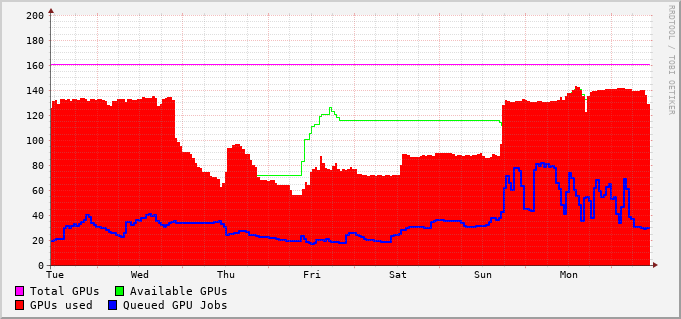 RRDTOOL / TOBI OETIKER
200
180
160
140
120
100
80
60
40
20
0
Tue Wed Thu Fri Sat Sun Mon
Total GPUs Available GPUs
GPUs used Queued GPU Jobs